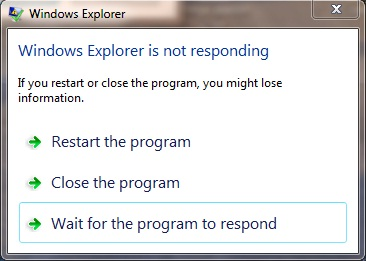 Windows Explorer
Windows Explorer is not responding
If you restart or close the program, you might lose
information.
Restart the program
Close the program
Wait for the program to respond